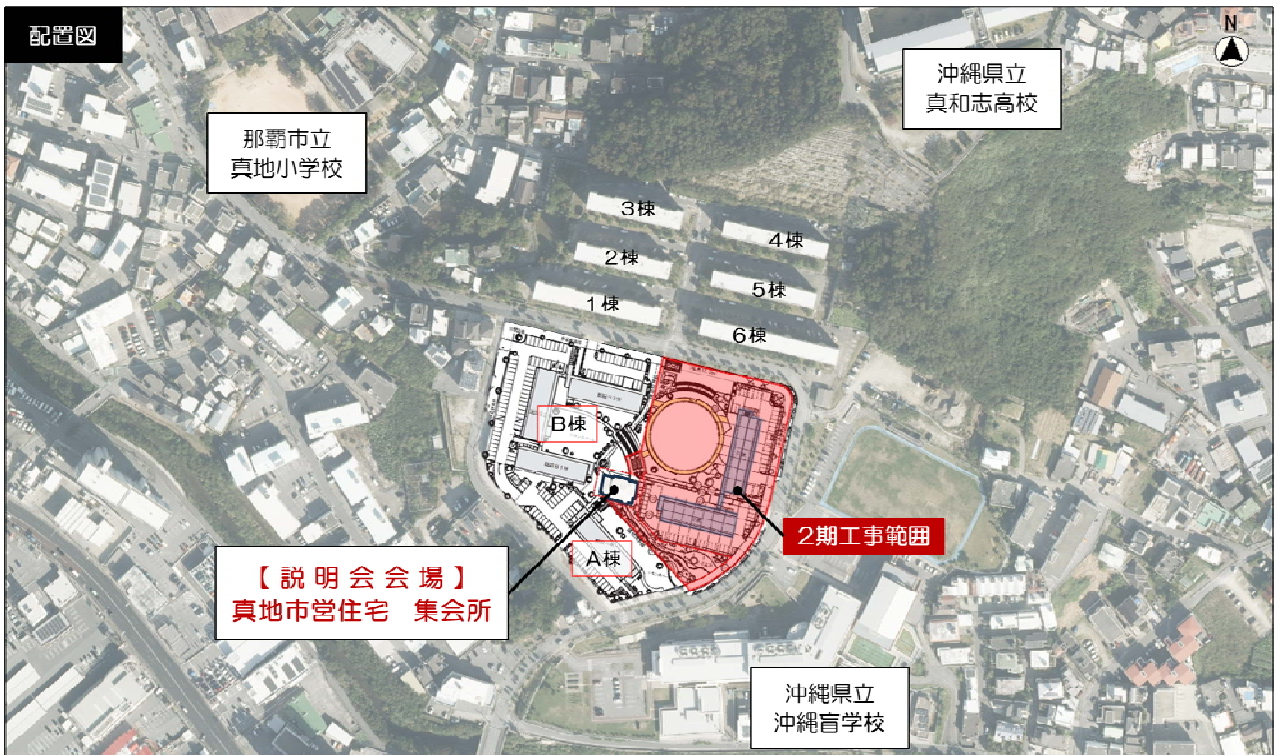 配置図
N
沖縄県立
真和志高校
那覇市立
真地小学校
3棟
4棟
2棟
5棟
1棟
6棟
B棟
2期工事範囲
A棟
【説明会会場】
真地市営住宅　集会所
沖縄県立
沖縄盲学校